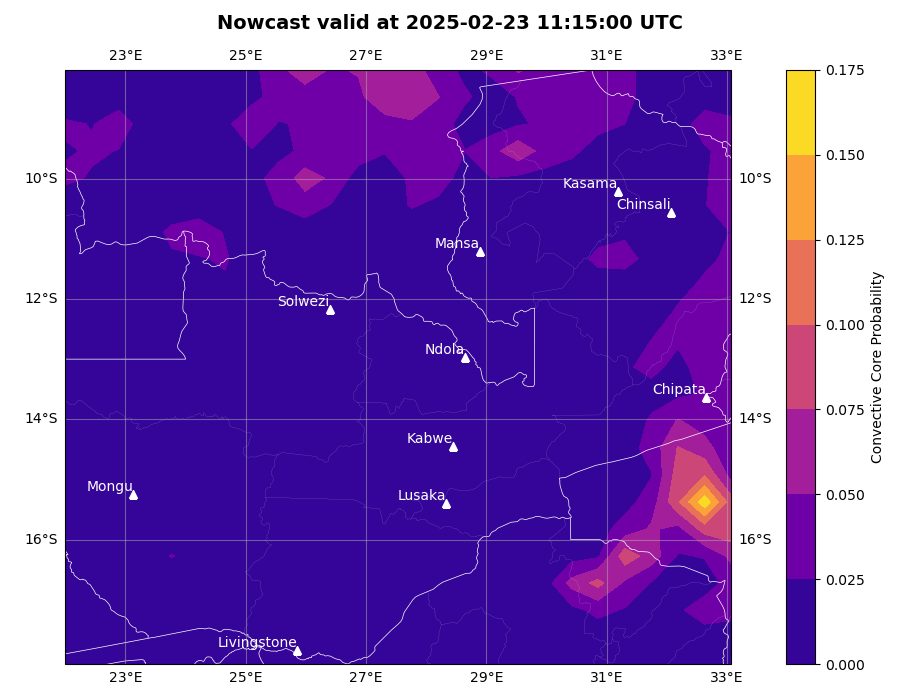 Nowcast valid at 2025-02-23 11:15:00 UTC
23°E 25°E 27°E 29°E 31°E 33°E
0.175
0.150
10°S 10°S
Kasama
Chinsali
0.125
Mansa
12°S 12°S
Solwezi
0.100
Ndola
Chipata
0.075
14°S 14°S
Kabwe
Mongu
Lusaka
0.050
16°S 16°S
0.025
Livingstone
0.000
23°E 25°E 27°E 29°E 31°E 33°E
Convective Core Probability